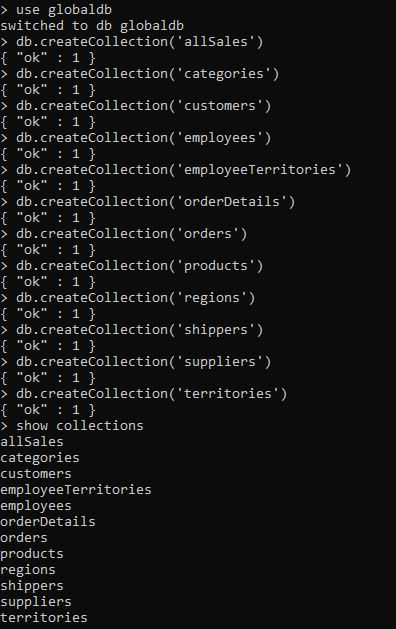 > use globaldb
switched to db globaldb
> db.createCollection('allSales')
{ "ok" : 1 }
> db.createCollection('categories')
{ "ok" : 1 }
> db.createCollection('customers')
{ "ok" : 1 }
> db.createCollection('employees')
{ "ok" : 1 }
> db.createCollection('employeeTerritories')
{ "ok" : 1 }
> db.createCollection('orderDetails')
{ "ok" : 1 }
> db.createCollection('orders')
{ "ok" : 1 }
> db.createCollection('products')
{ "ok" : 1 }
> db.createCollection('regions')
{ "ok" : 1 }
> db.createCollection('shippers')
{ "ok" : 1 }
> db.createCollection('suppliers')
{ "ok" : 1 }
> db.createCollection('territories')
{ "ok" : 1 }
> show collections
allSales
categories
customers
employeeTerritories
employees
orderDetails
orders
products
regions
shippers
suppliers
territories